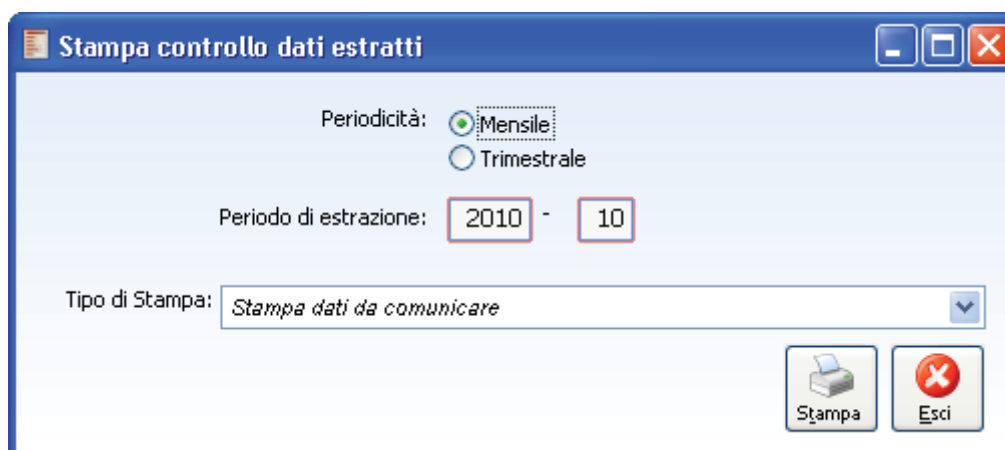 Stampa controllo dati estratti
Periodicità: Mensile
Trimestrale
Periodo di estrazione: 2010 - 10
Tipo di Stampa: Stampa dati da comunicare
Stampa Esci